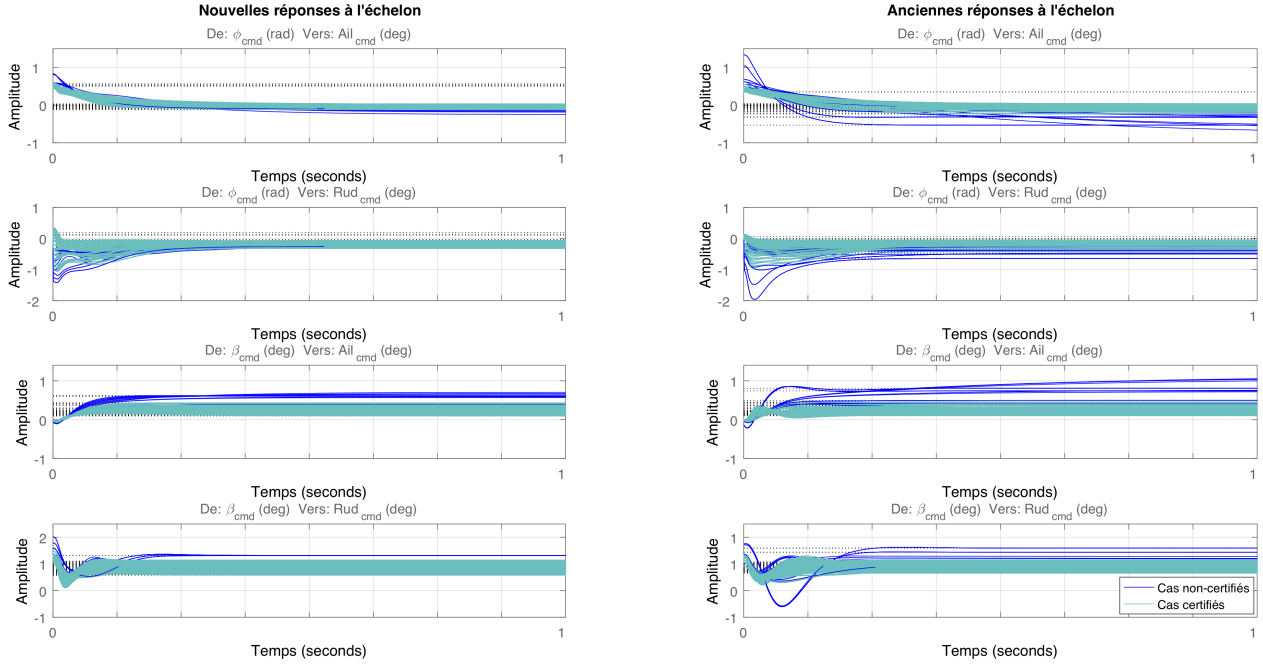 Nouvelles réponses à l'échelon
De: ϕcmd (rad) Vers: Ailcmd (deg)
Amplitude
1
0
-1
0
1
Temps (seconds)
De: ϕcmd (rad) Vers: Rudcmd (deg)
Amplitude
1
0
-1
-2
0
1
Temps (seconds)
De: βcmd (deg) Vers: Ailcmd (deg)
Amplitude
1
0
-1
0
1
Temps (seconds)
De: βcmd (deg) Vers: Rudcmd (deg)
Amplitude
2
1
0
-1
0
1
Temps (seconds)
Anciennes réponses à l'échelon
De: ϕcmd (rad) Vers: Ailcmd (deg)
Amplitude
1
0
-1
0
1
Temps (seconds)
De: ϕcmd (rad) Vers: Rudcmd (deg)
Amplitude
1
0
-1
-2
0
1
Temps (seconds)
De: βcmd (deg) Vers: Ailcmd (deg)
Amplitude
1
0
-1
0
1
Temps (seconds)
De: βcmd (deg) Vers: Rudcmd (deg)
Amplitude
2
1
0
-1
0
1
Temps (seconds)
Cas non-certifiés
Cas certifiés